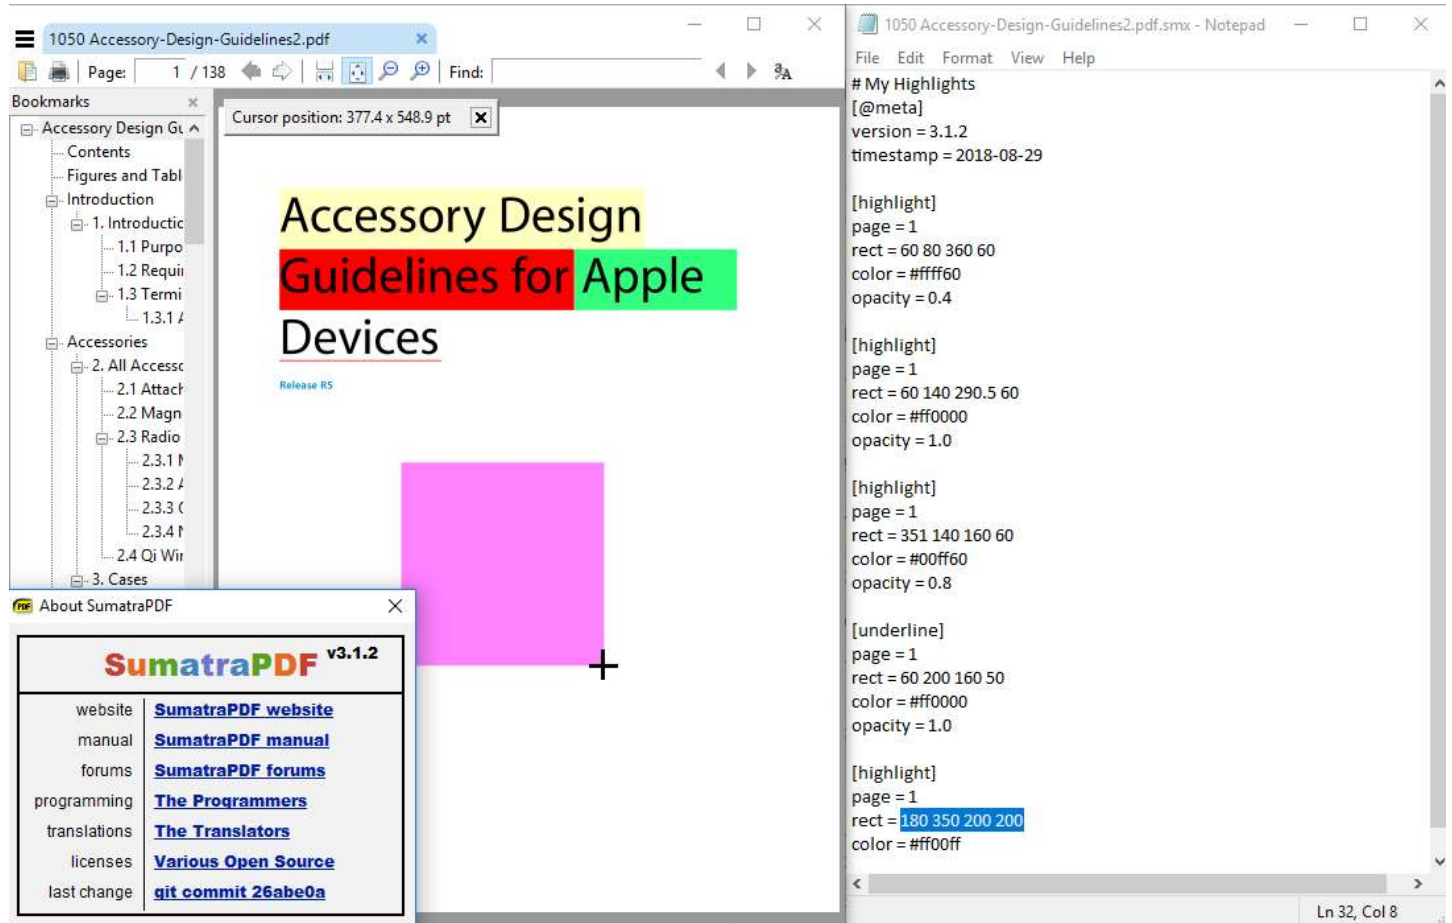 1050 Accessory-Design-Guidelines2.pdf
Page: 1 / 138 Find:
Bookmarks
Accessory Design Gu
Contents
Figures and Tabl
Introduction
1. Introductic
1.1 Purpo
1.2 Requi
1.3 Termi
1.3.1 A
Accessories
2. All Accessc
2.1 Attach
2.2 Magn
2.3 Radio
2.3.1
2.3.2
2.3.3
2.3.4
2.4 Qi Wir
3. Cases
Cursor position: 377.4 x 548.9 pt
Accessory Design
Guidelines for Apple
Devices
Release R5
About SumatraPDF
SumatraPDF v3.1.2
website SumatraPDF website
manual SumatraPDF manual
forums SumatraPDF forums
programming The Programmers
translations The Translators
licenses Various Open Source
last change git commit 26abe0a
1050 Accessory-Design-Guidelines2.pdf.smx - Notepad
File Edit Format View Help
# My Highlights
[@meta]
version = 3.1.2
timestamp = 2018-08-29
[highlight]
page = 1
rect = 60 80 360 60
color = #ffff60
opacity = 0.4
[highlight]
page = 1
rect = 60 140 290.5 60
color = #ff0000
opacity = 1.0
[highlight]
page = 1
rect = 351 140 160 60
color = #00ff60
opacity = 0.8
[underline]
page = 1
rect = 60 200 160 50
color = #ff0000
opacity = 1.0
[highlight]
page = 1
rect = 180 350 200 200
color = #ff00ff
Ln 32, Col 8